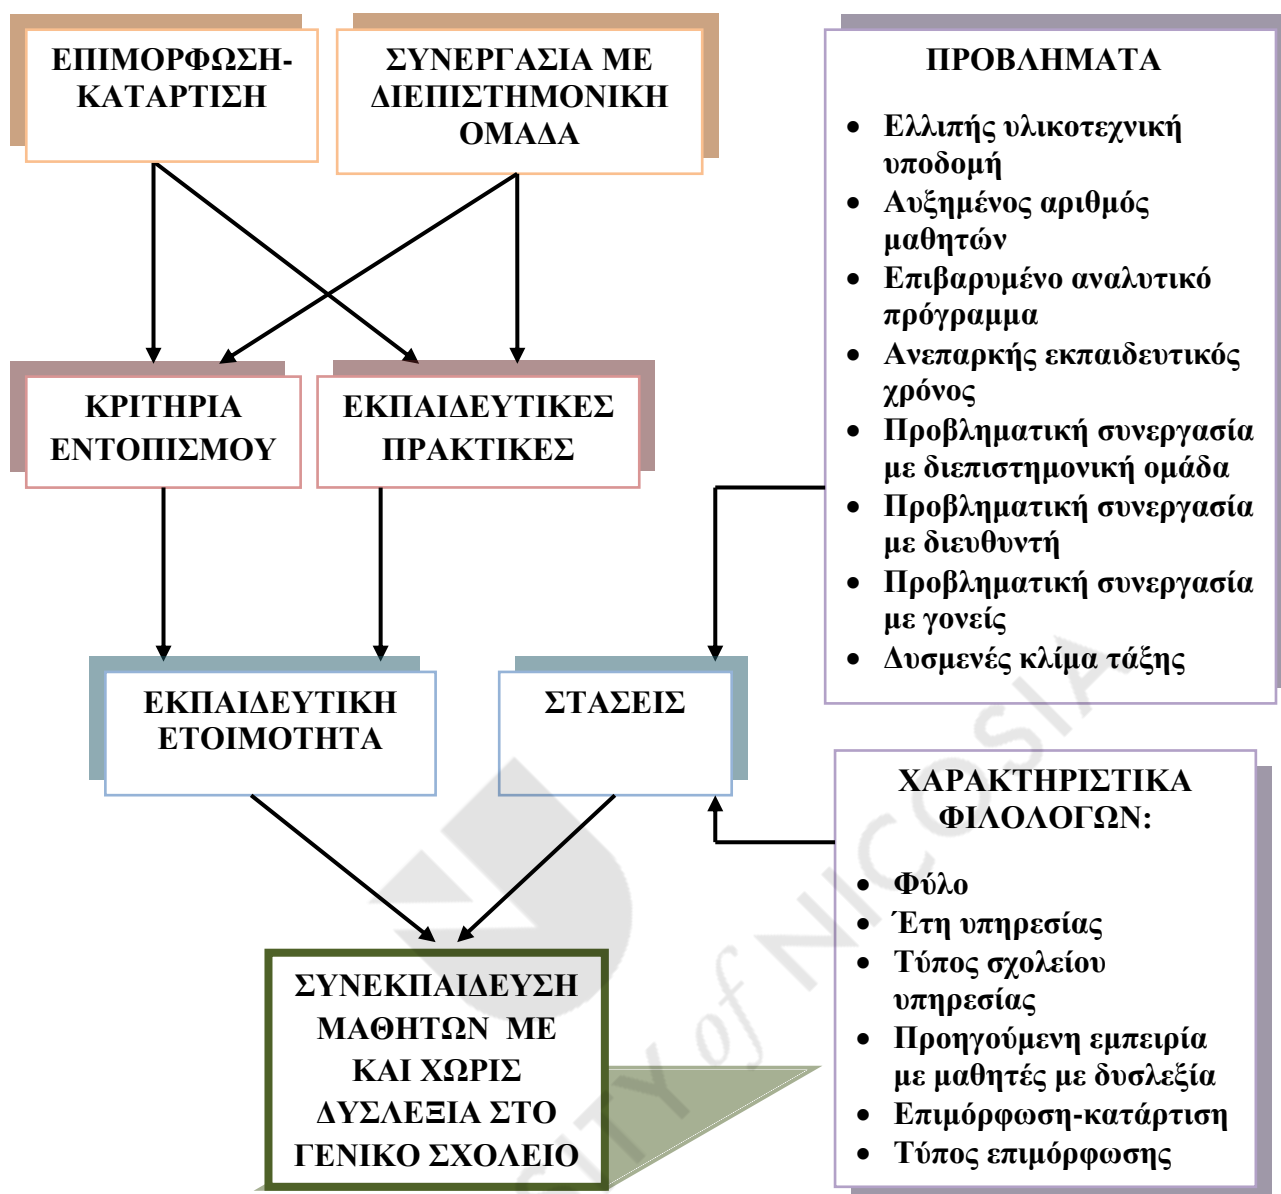 ΕΠΙΜΟΡΦΩΣΗ-
ΚΑΤΑΡΤΙΣΗ
ΣΥΝΕΡΓΑΣΙΑ ΜΕ
ΔΙΕΠΙΣΤΗΜΟΝΙΚΗ
ΟΜΑΔΑ
ΚΡΙΤΗΡΙΑ
ΕΝΤΟΠΙΣΜΟΥ
ΕΚΠΑΙΔΕΥΤΙΚΕΣ
ΠΡΑΚΤΙΚΕΣ
ΕΚΠΑΙΔΕΥΤΙΚΗ
ΕΤΟΙΜΟΤΗΤΑ
ΣΤΑΣΕΙΣ
ΣΥΝΕΚΠΑΙΔΕΥΣΗ
ΜΑΘΗΤΩΝ ΜΕ
ΚΑΙ ΧΩΡΙΣ
ΔΥΣΛΕΞΙΑ ΣΤΟ
ΓΕΝΙΚΟ ΣΧΟΛΕΙΟ
ΠΡΟΒΛΗΜΑΤΑ
• Ελλιπής υλικοτεχνική
υποδομή
• Αυξημένος αριθμός
μαθητών
• Επιβαρυμένο αναλυτικό
πρόγραμμα
• Ανεπαρκής εκπαιδευτικός
χρόνος
• Προβληματική συνεργασία
με διεπιστημονική ομάδα
• Προβληματική συνεργασία
με διευθυντή
• Προβληματική συνεργασία
με γονείς
• Δυσμενές κλίμα τάξης
ΧΑΡΑΚΤΗΡΙΣΤΙΚΑ
ΦΙΛΟΛΟΓΩΝ:
• Φύλο
• Έτη υπηρεσίας
• Τύπος σχολείου
υπηρεσίας
• Προηγούμενη εμπειρία
με μαθητές με δυσλεξία
• Επιμόρφωση-κατάρτιση
• Τύπος επιμόρφωσης
SITY of NICOSIA